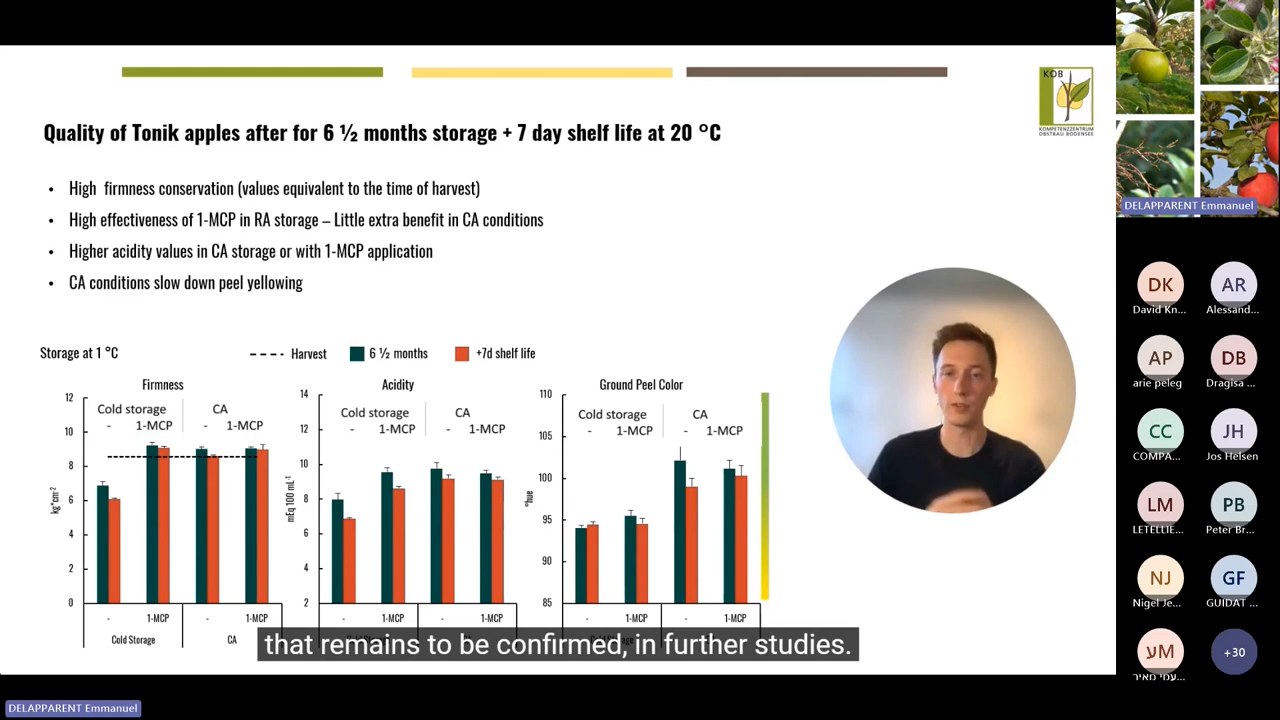 KOB
KOMPETENZZENTRUM
OBSTBAU BODENSEE
Quality of Tonik apples after for 6 ½ months storage + 7 day shelf life at 20 °C
• High firmness conservation (values equivalent to the time of harvest)
• High effectiveness of 1-MCP in RA storage – Little extra benefit in CA conditions
• Higher acidity values in CA storage or with 1-MCP application
• CA conditions slow down peel yellowing
Storage at 1 °C
Harvest 6 ½ months +7d shelf life
Firmness
Cold storage CA
- 1-MCP - 1-MCP
12
10
8
6
4
2
0
kg*cm-2
- 1-MCP - 1-MCP
Cold Storage CA
Acidity
Cold storage CA
- 1-MCP - 1-MCP
14
12
10
8
6
4
2
mEq 100 mL-1
- 1-MCP - 1-MCP
Ground Peel Color
Cold storage CA
- 1-MCP - 1-MCP
110
105
100
95
90
85
°hue
- 1-MCP - 1-MCP
that remains to be confirmed, in further studies.
DELAPPARENT Emmanuel
DELAPPARENT Emmanuel
DK AR
David Kn... Alessand...
AP DB
arie peleg Dragisa ...
CC JH
COMPA... Jos Helsen
LM PB
LETELLIE... Peter Br...
NJ GF
Nigel Je... GUIDAT ...
עM +30
עמי מאיר...